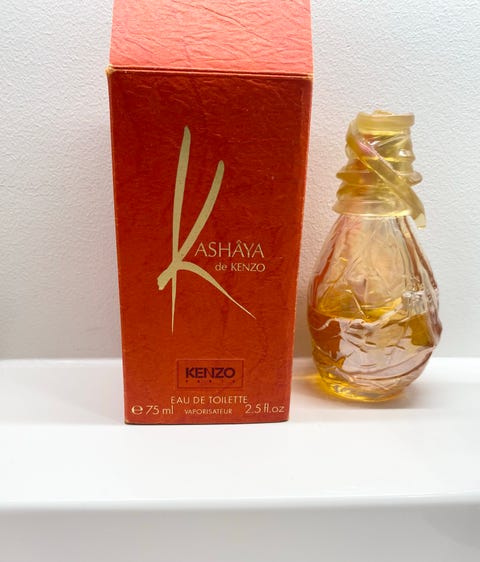 KASHÂYA
de KENZO
KENZO
PARIS
EAU DE TOILETTE
e 75 ml VAPORISATEUR 2.5 fl.oz